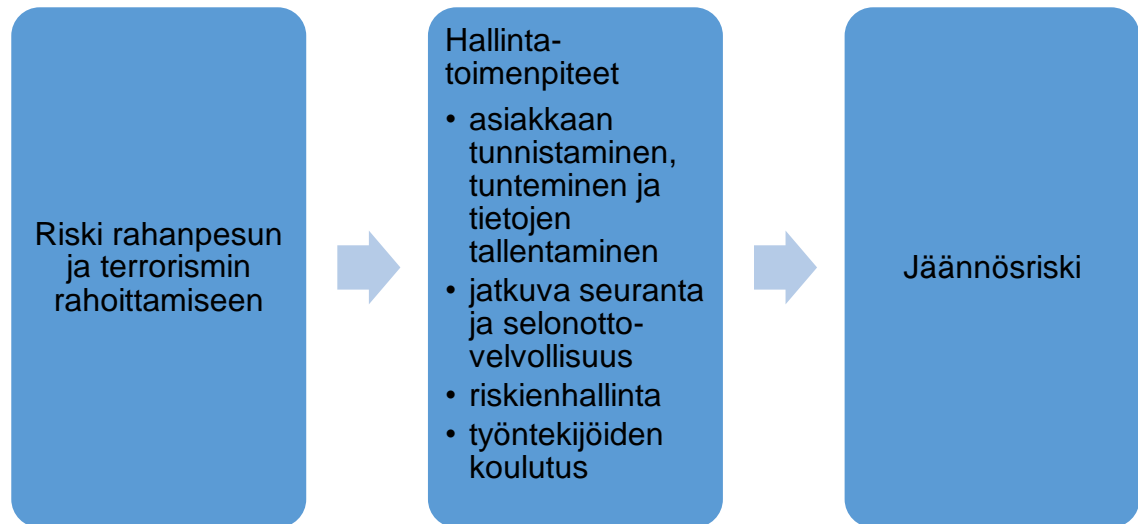 Riski rahanpesun
ja terrorismin
rahoittamiseen
Hallinta-
toimenpiteet
• asiakkaan
tunnistaminen,
tunteminen ja
tietojen
tallentaminen
• jatkuva seuranta
ja selonotto-
velvollisuus
• riskienhallinta
• työntekijöiden
koulutus
Jäännösriski